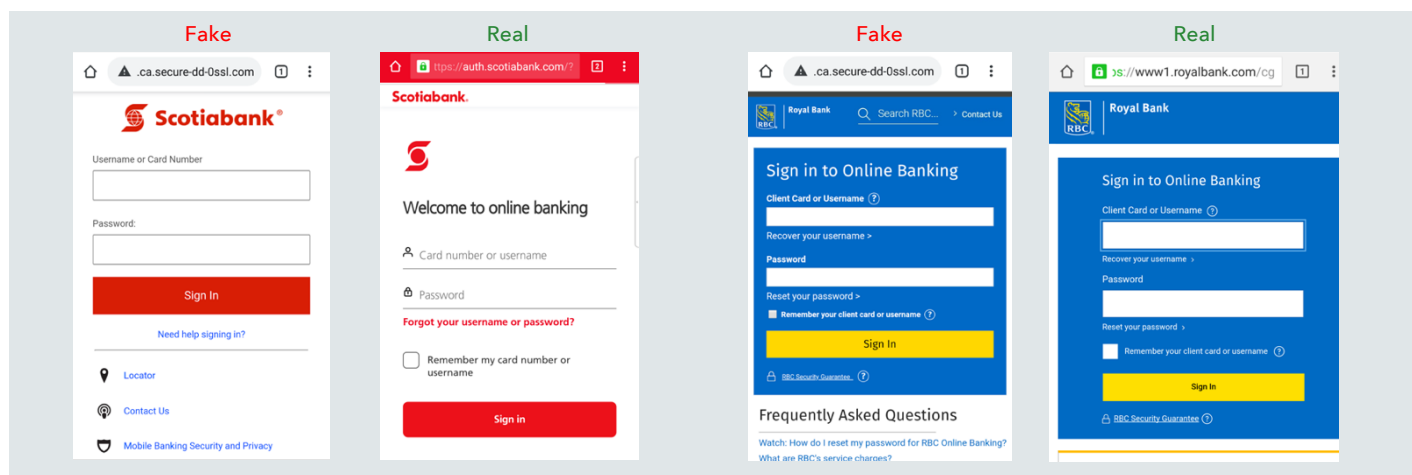 Fake
.ca.secure-dd-0ssl.com
1
Scotiabank®
Username or Card Number
Password:
Sign In
Need help signing in?
Locator
Contact Us
Mobile Banking Security and Privacy
Real
ttps://auth.scotiabank.com/?
2
Scotiabank.
Welcome to online banking
Card number or username
Password
Forgot your username or password?
Remember my card number or
username
Sign in
Fake
.ca.secure-dd-0ssl.com
1
RBC
Royal Bank
Search RBC...
> Contact Us
Sign in to Online Banking
Client Card or Username ?
Recover your username >
Password
Reset your password >
Remember your client card or username ?
Sign In
RBC Security Guarantee. ?
Frequently Asked Questions
Watch: How do I reset my password for RBC Online Banking?
What are RBC's service charges?
Real
os://www1.royalbank.com/cg
1
RBC
Royal Bank
Sign in to Online Banking
Client Card or Username ?
Recover your username ›
Password
Reset your password ›
Remember your client card or username ?
Sign In
RBC Security Guarantee ?